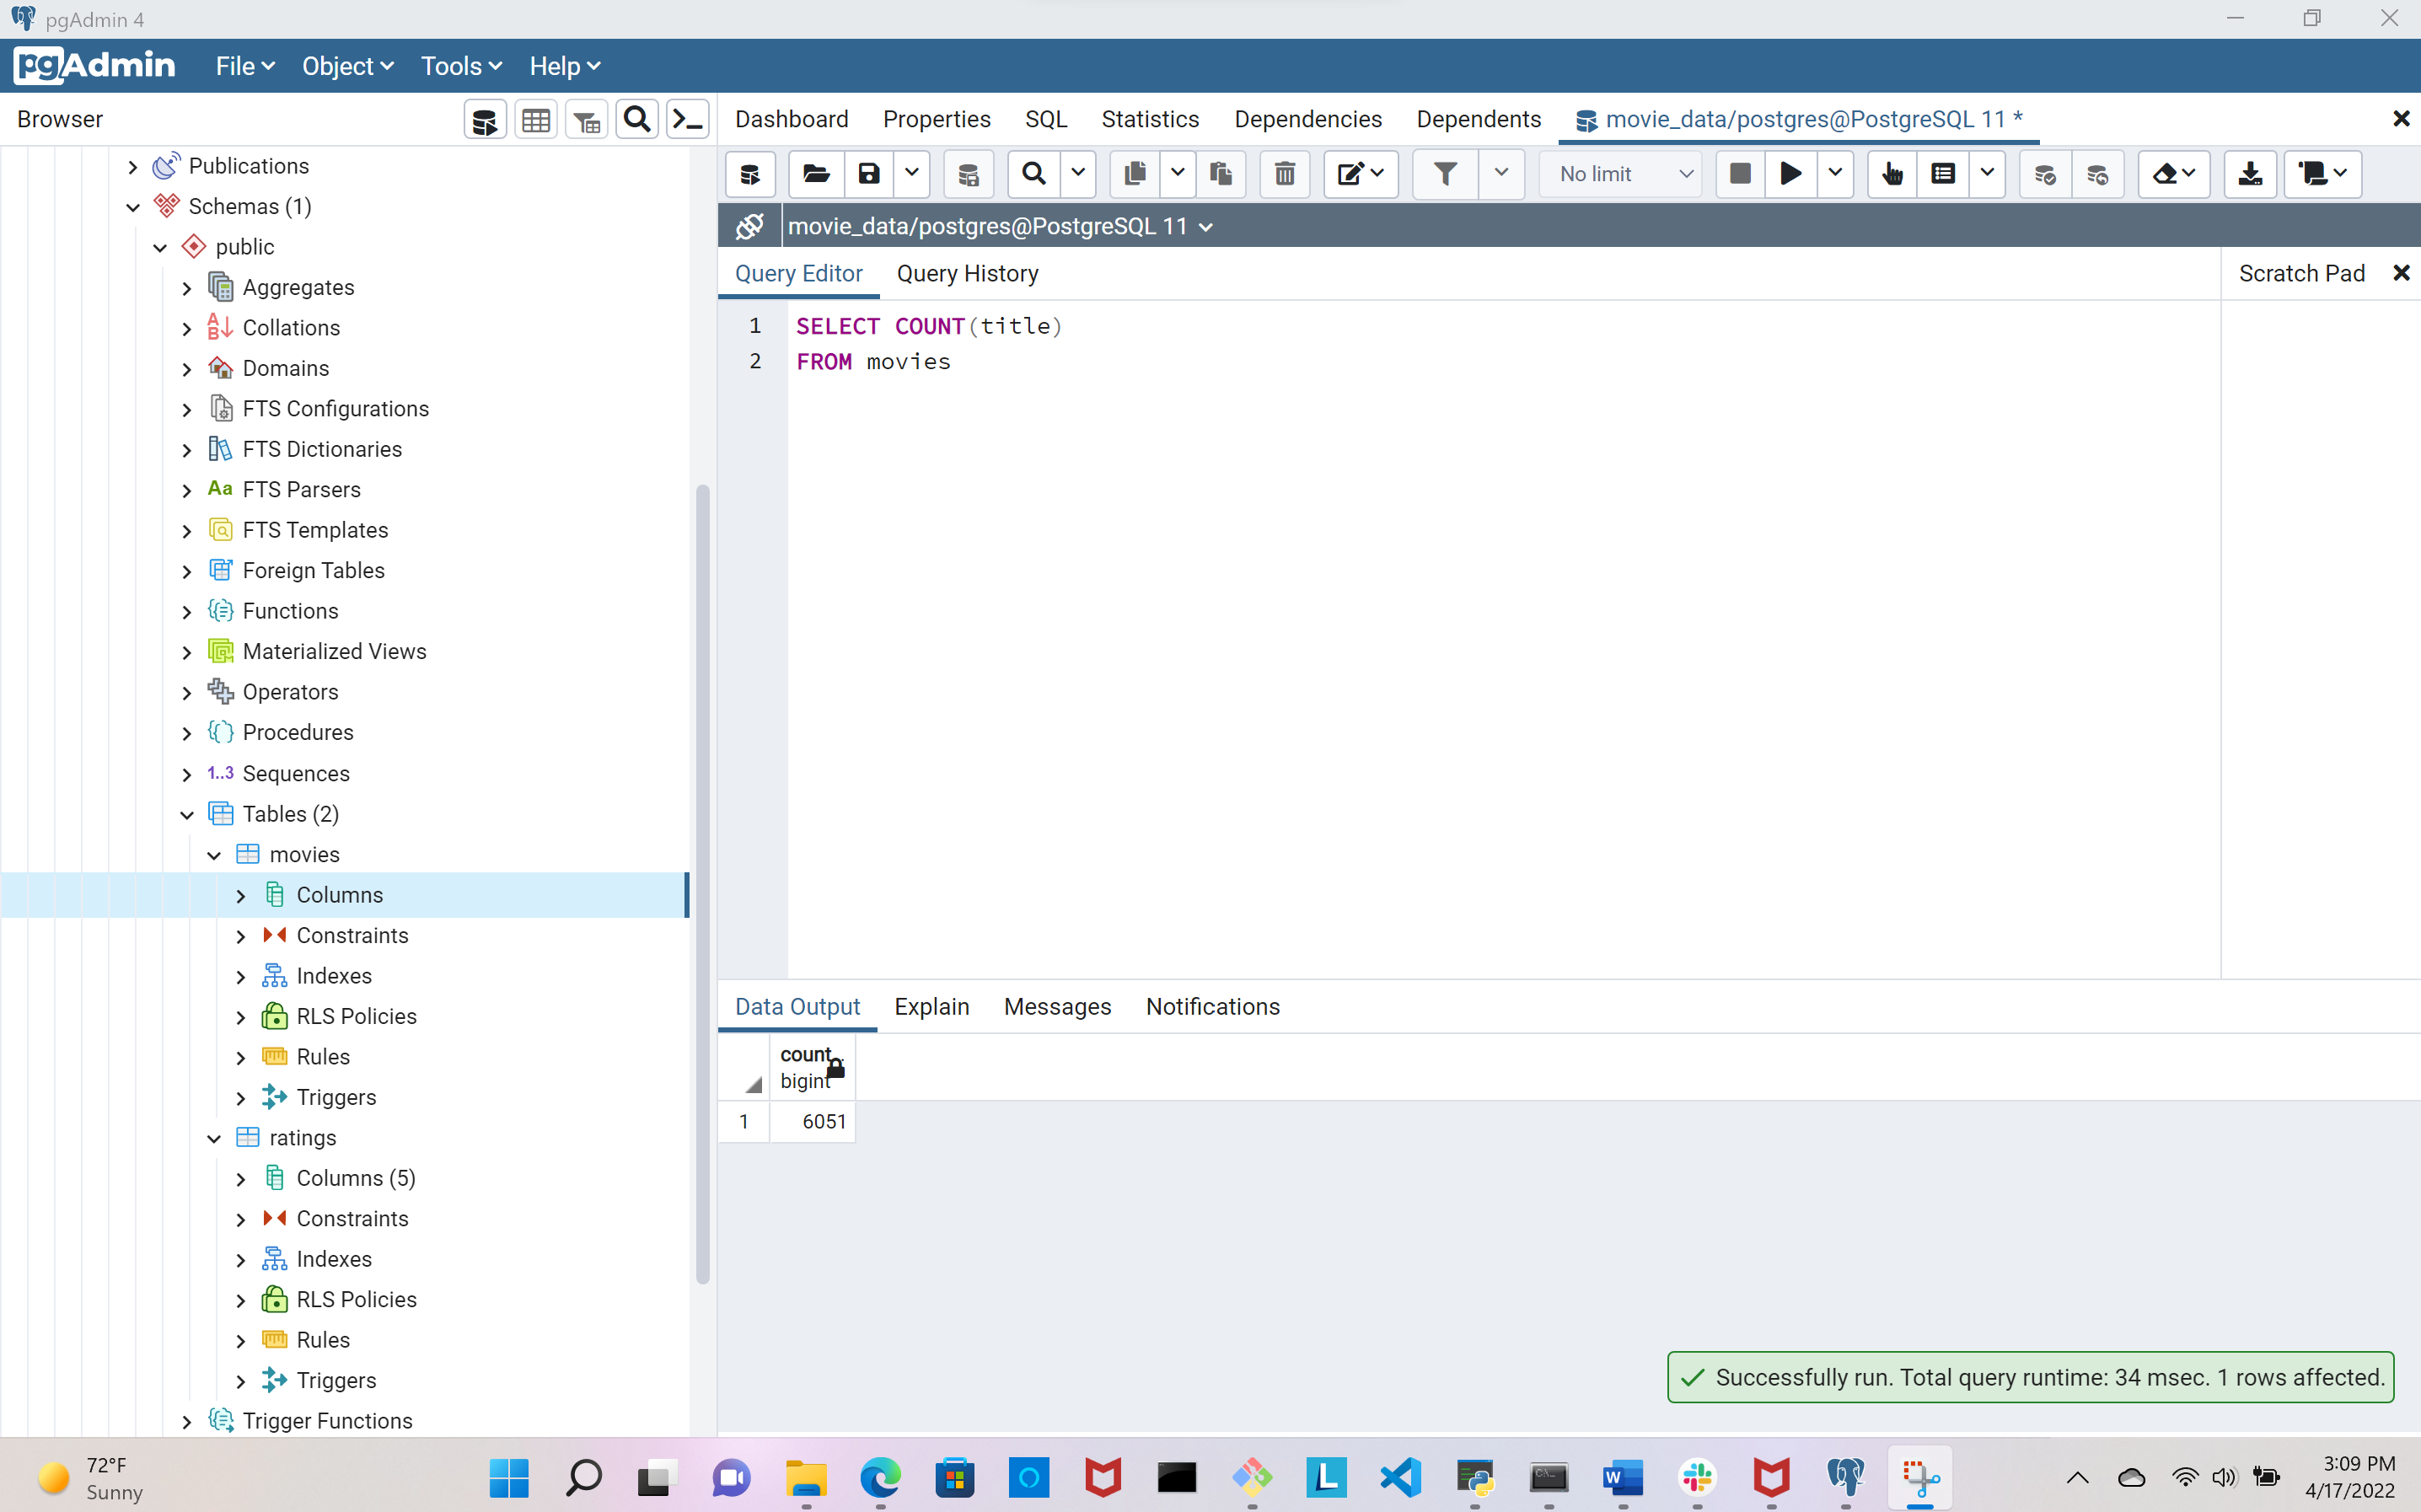 pgAdmin 4
pgAdmin File Object Tools Help
Browser
Dashboard Properties SQL Statistics Dependencies Dependents movie_data/postgres@PostgreSQL 11 *
No limit
movie_data/postgres@PostgreSQL 11
Query Editor Query History Scratch Pad
1 SELECT COUNT(title)
2 FROM movies
Publications
Schemas (1)
public
Aggregates
Collations
Domains
FTS Configurations
FTS Dictionaries
Aa FTS Parsers
FTS Templates
Foreign Tables
Functions
Materialized Views
Operators
Procedures
1..3 Sequences
Tables (2)
movies
Columns
Constraints
Indexes
RLS Policies
Rules
Triggers
ratings
Columns (5)
Constraints
Indexes
RLS Policies
Rules
Triggers
Trigger Functions
Data Output Explain Messages Notifications
count
bigint
1 6051
Successfully run. Total query runtime: 34 msec. 1 rows affected.
72°F
Sunny
3:09 PM
4/17/2022